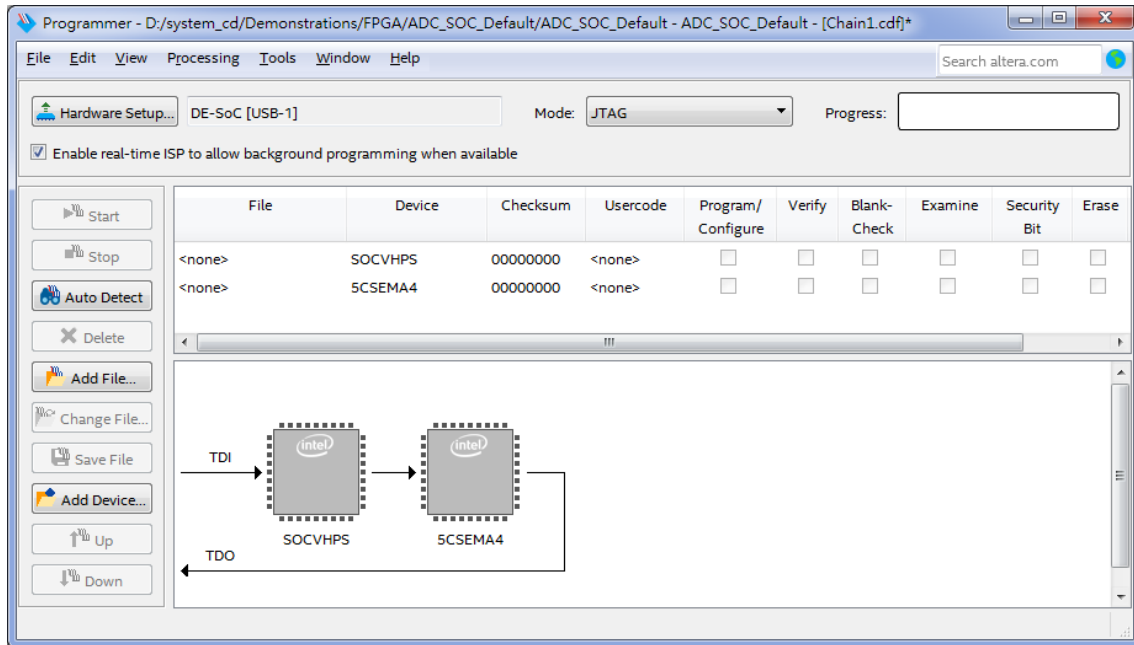 Programmer - D:/system_cd/Demonstrations/FPGA/ADC_SOC_Default/ADC_SOC_Default - ADC_SOC_Default - [Chain1.cdf]*
File Edit View Processing Tools Window Help
Search altera.com
Hardware Setup... DE-SoC [USB-1] Mode: JTAG Progress:
Enable real-time ISP to allow background programming when available
Start
Stop
Auto Detect
Delete
Add File...
Change File...
Save File
Add Device...
Up
Down
File Device Checksum Usercode Program/ Verify Blank- Examine Security Erase
Configure Check Bit
<none> SOCVHPS 00000000 <none>
<none> 5CSEMA4 00000000 <none>
intel intel
TDI
SOCVHPS 5CSEMA4
TDO